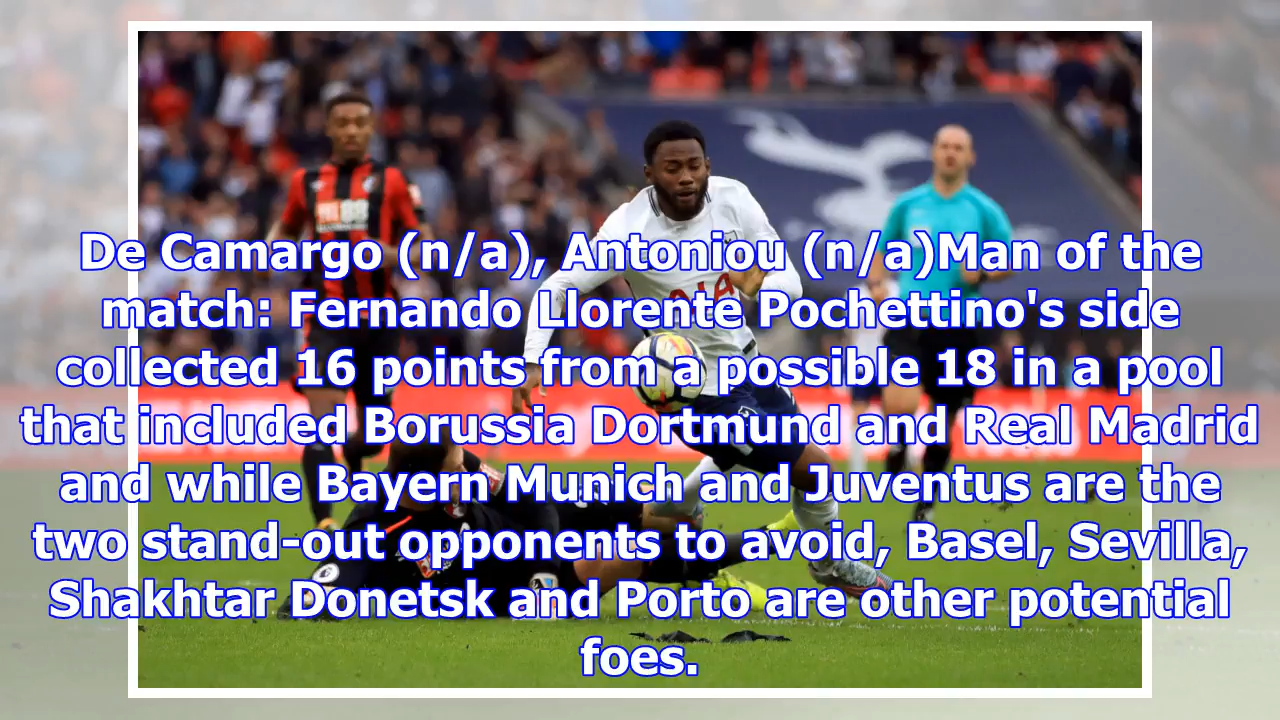 De Camargo (n/a), Antoniou (n/a)Man of the
match: Fernando Llorente Pochettino's side
collected 16 points from a possible 18 in a pool
that included Borussia Dortmund and Real Madrid
and while Bayern Munich and Juventus are the
two stand-out opponents to avoid, Basel, Sevilla,
Shakhtar Donetsk and Porto are other potential
foes.